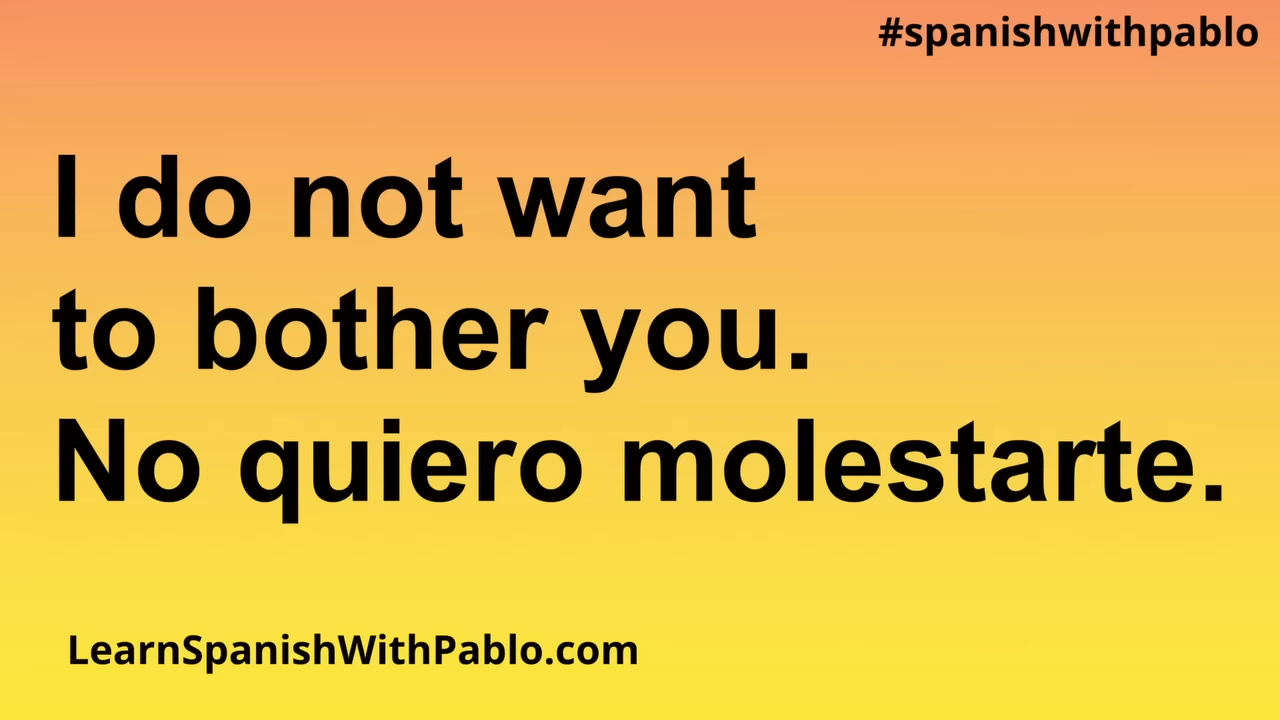 #spanishwithpablo
I do not want
to bother you.
No quiero molestarte.
LearnSpanishWithPablo.com